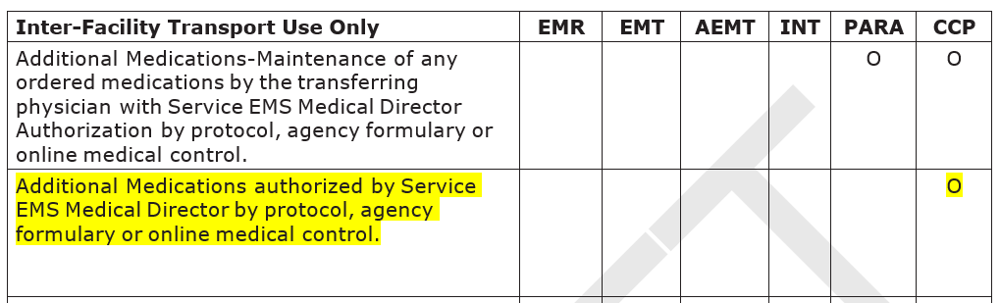 Inter-Facility Transport Use Only EMR EMT AEMT INT PARA CCP
Additional Medications-Maintenance of any O O
ordered medications by the transferring
physician with Service EMS Medical Director
Authorization by protocol, agency formulary or
online medical control.
Additional Medications authorized by Service O
EMS Medical Director by protocol, agency
formulary or online medical control.